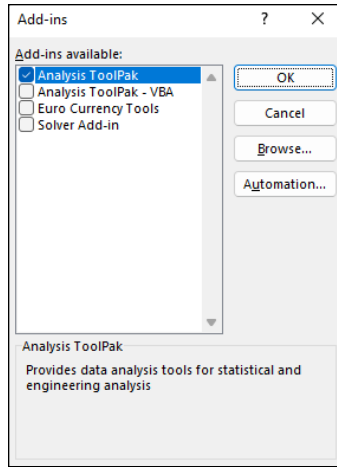 Add-ins ? ×
Add-ins available:
Analysis ToolPak
Analysis ToolPak - VBA
Euro Currency Tools
Solver Add-in
OK
Cancel
Browse...
Automation...
Analysis ToolPak
Provides data analysis tools for statistical and
engineering analysis